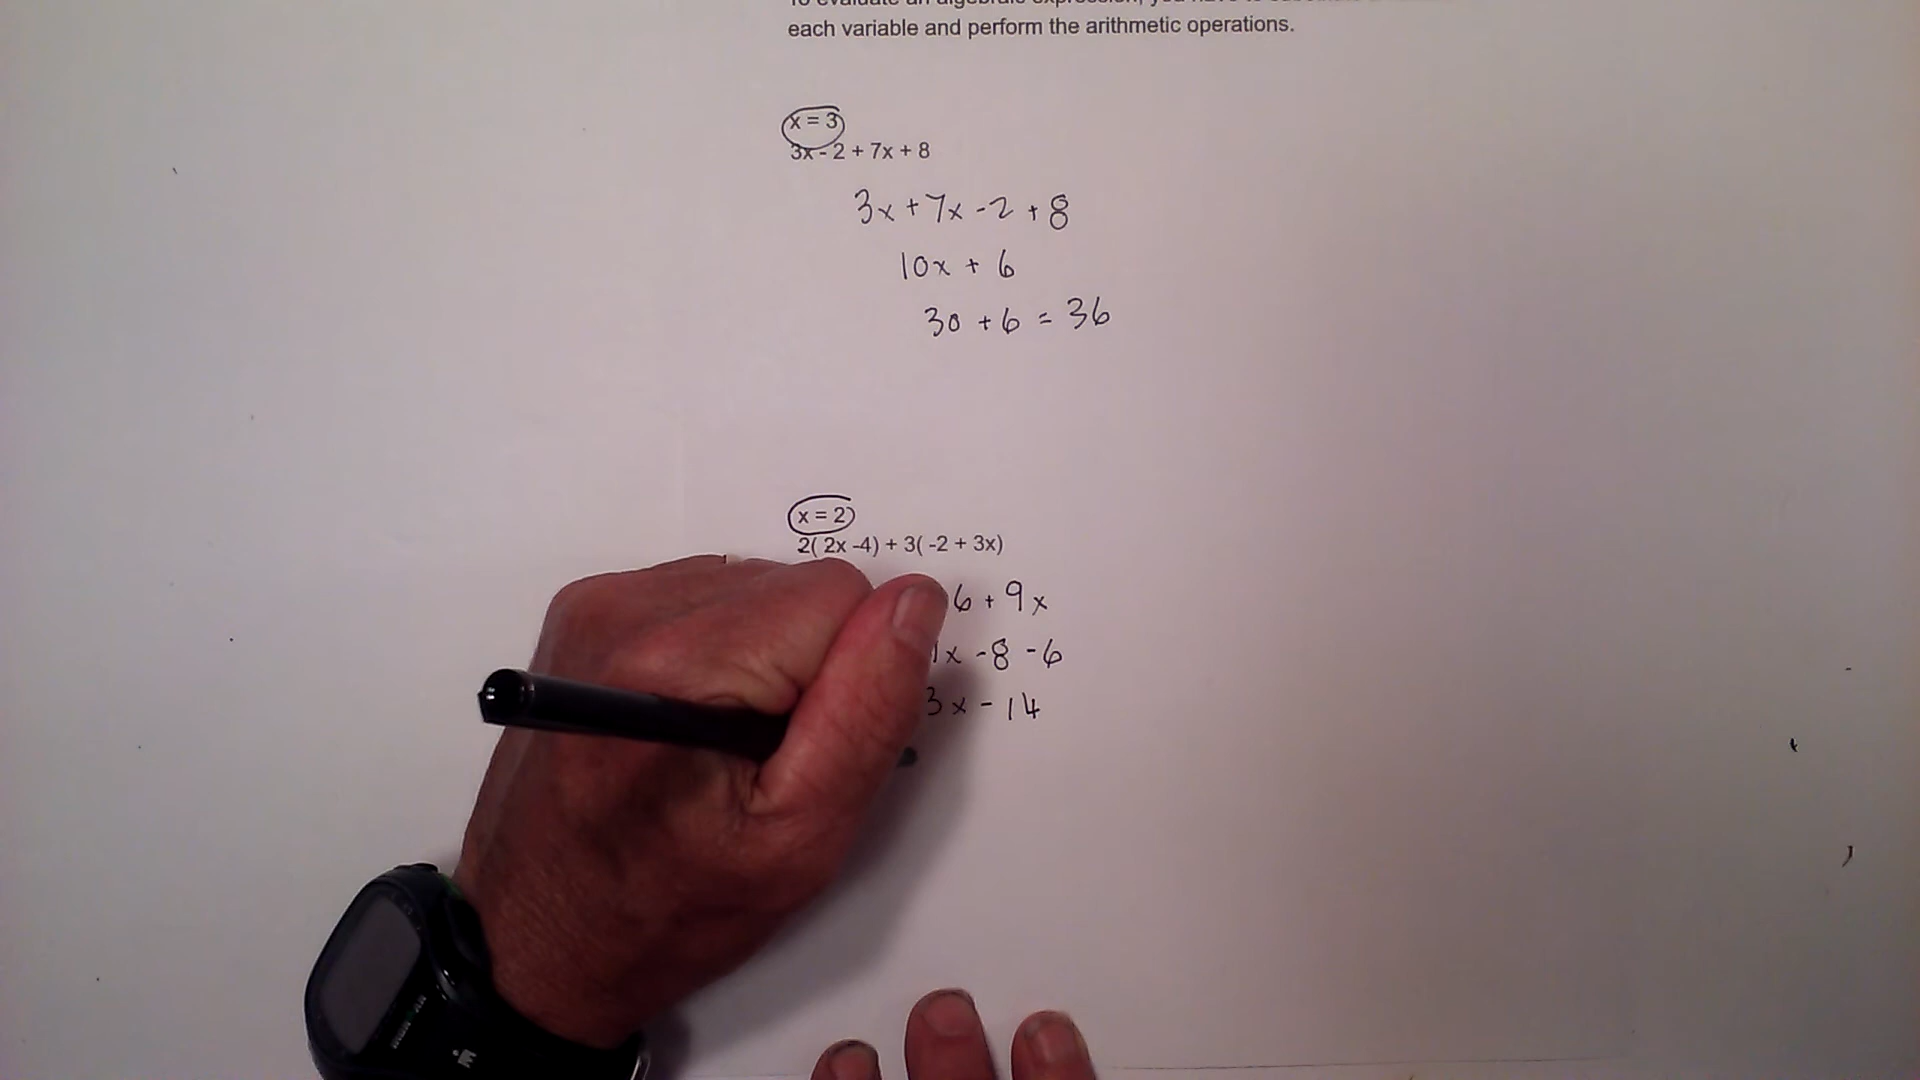 each variable and perform the arithmetic operations.
x = 3
3x - 2 + 7x + 8
3x + 7x - 2 + 8
10x + 6
30 + 6 = 36
x = 2
2( 2x -4) + 3( -2 + 3x)
6 + 9x
x - 8 - 6
3x - 14